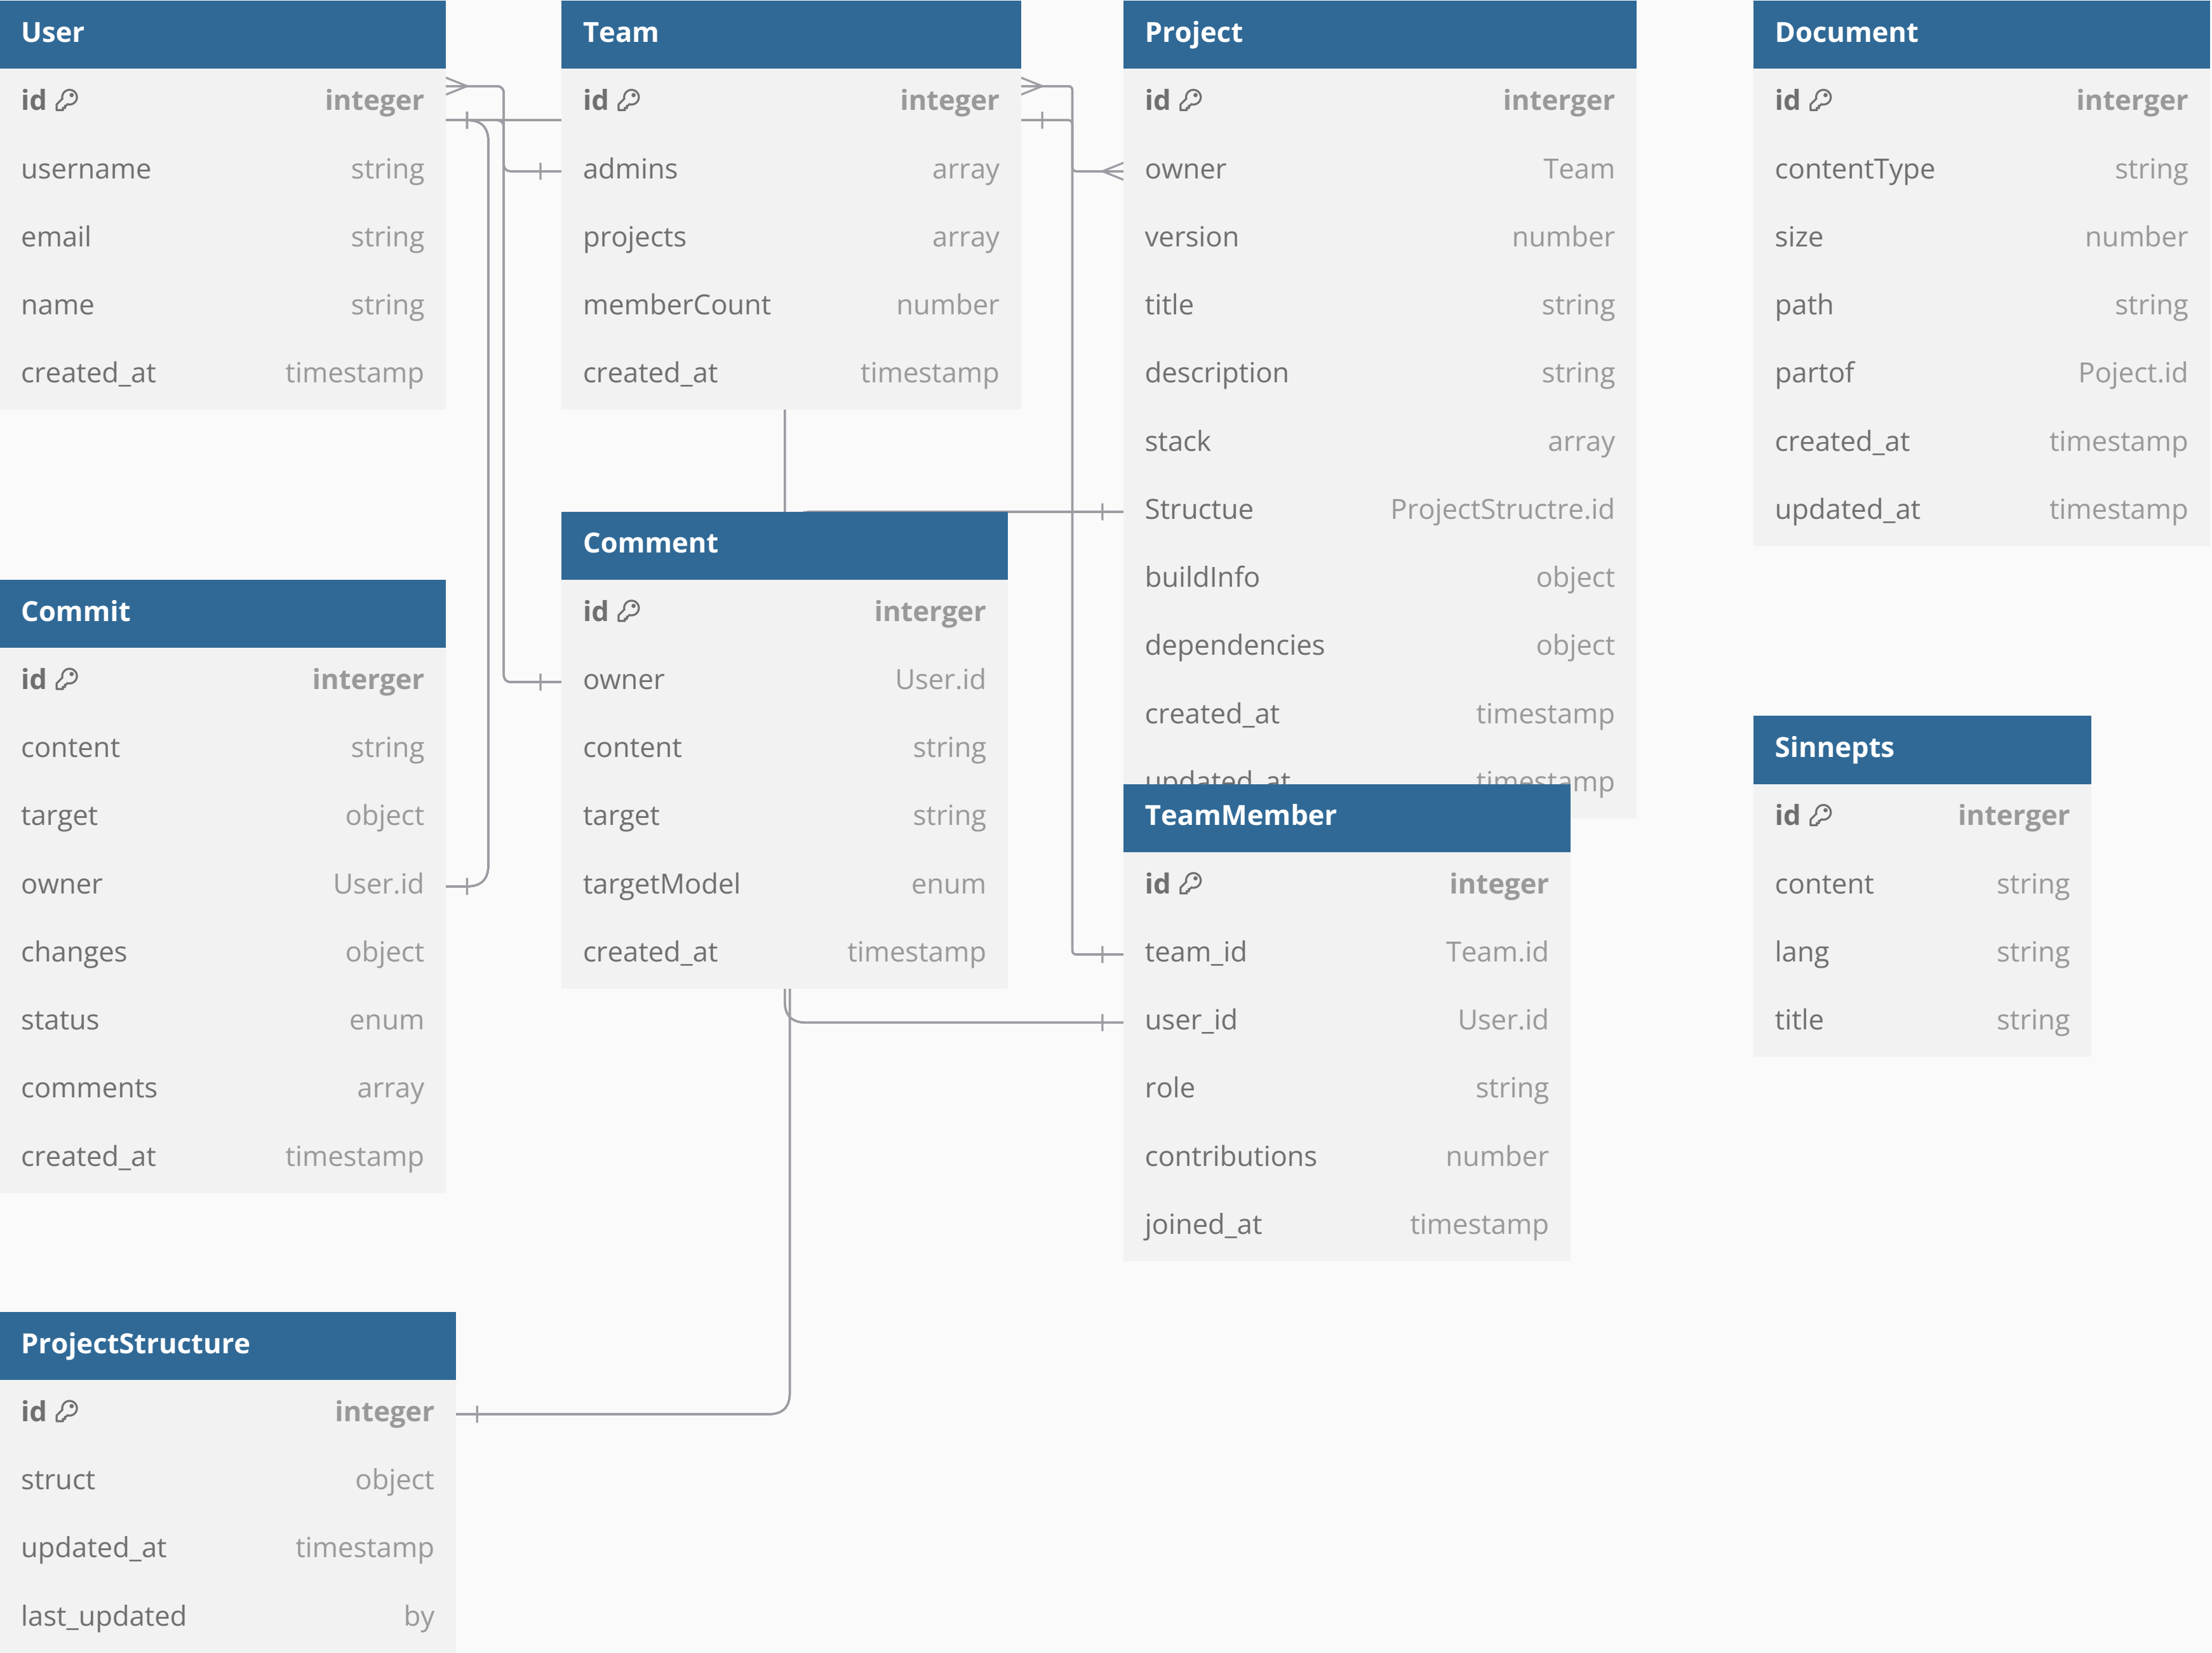 User
id integer
username string
email string
name string
created_at timestamp
Team
id integer
admins array
projects array
memberCount number
created_at timestamp
Project
id interger
owner Team
version number
title string
description string
stack array
Structue ProjectStructre.id
buildInfo object
dependencies object
created_at timestamp
updated_at timestamp
Document
id interger
contentType string
size number
path string
partof Poject.id
created_at timestamp
updated_at timestamp
Commit
id interger
content string
target object
owner User.id
changes object
status enum
comments array
created_at timestamp
Comment
id interger
owner User.id
content string
target string
targetModel enum
created_at timestamp
TeamMember
id integer
team_id Team.id
user_id User.id
role string
contributions number
joined_at timestamp
Sinnepts
id interger
content string
lang string
title string
ProjectStructure
id integer
struct object
updated_at timestamp
last_updated by